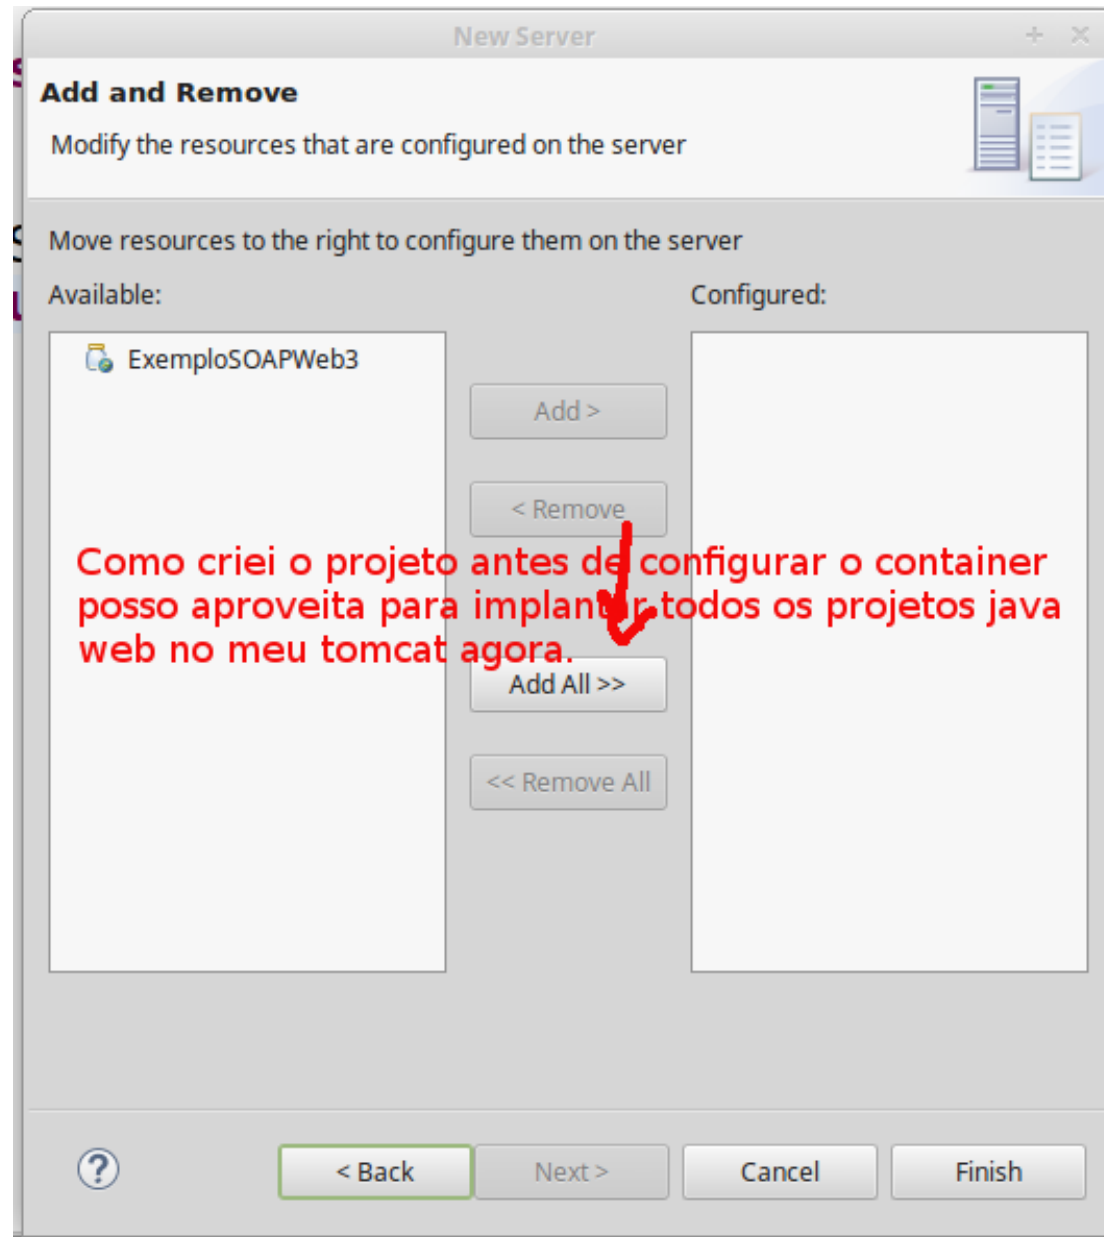 New Server
Add and Remove
Modify the resources that are configured on the server
Move resources to the right to configure them on the server
Available:
Configured:
ExemploSOAPWeb3
Add >
< Remove
Como criei o projeto antes de configurar o container
posso aproveita para implantar todos os projetos java
web no meu tomcat agora.
Add All >>
<< Remove All
< Back
Next >
Cancel
Finish